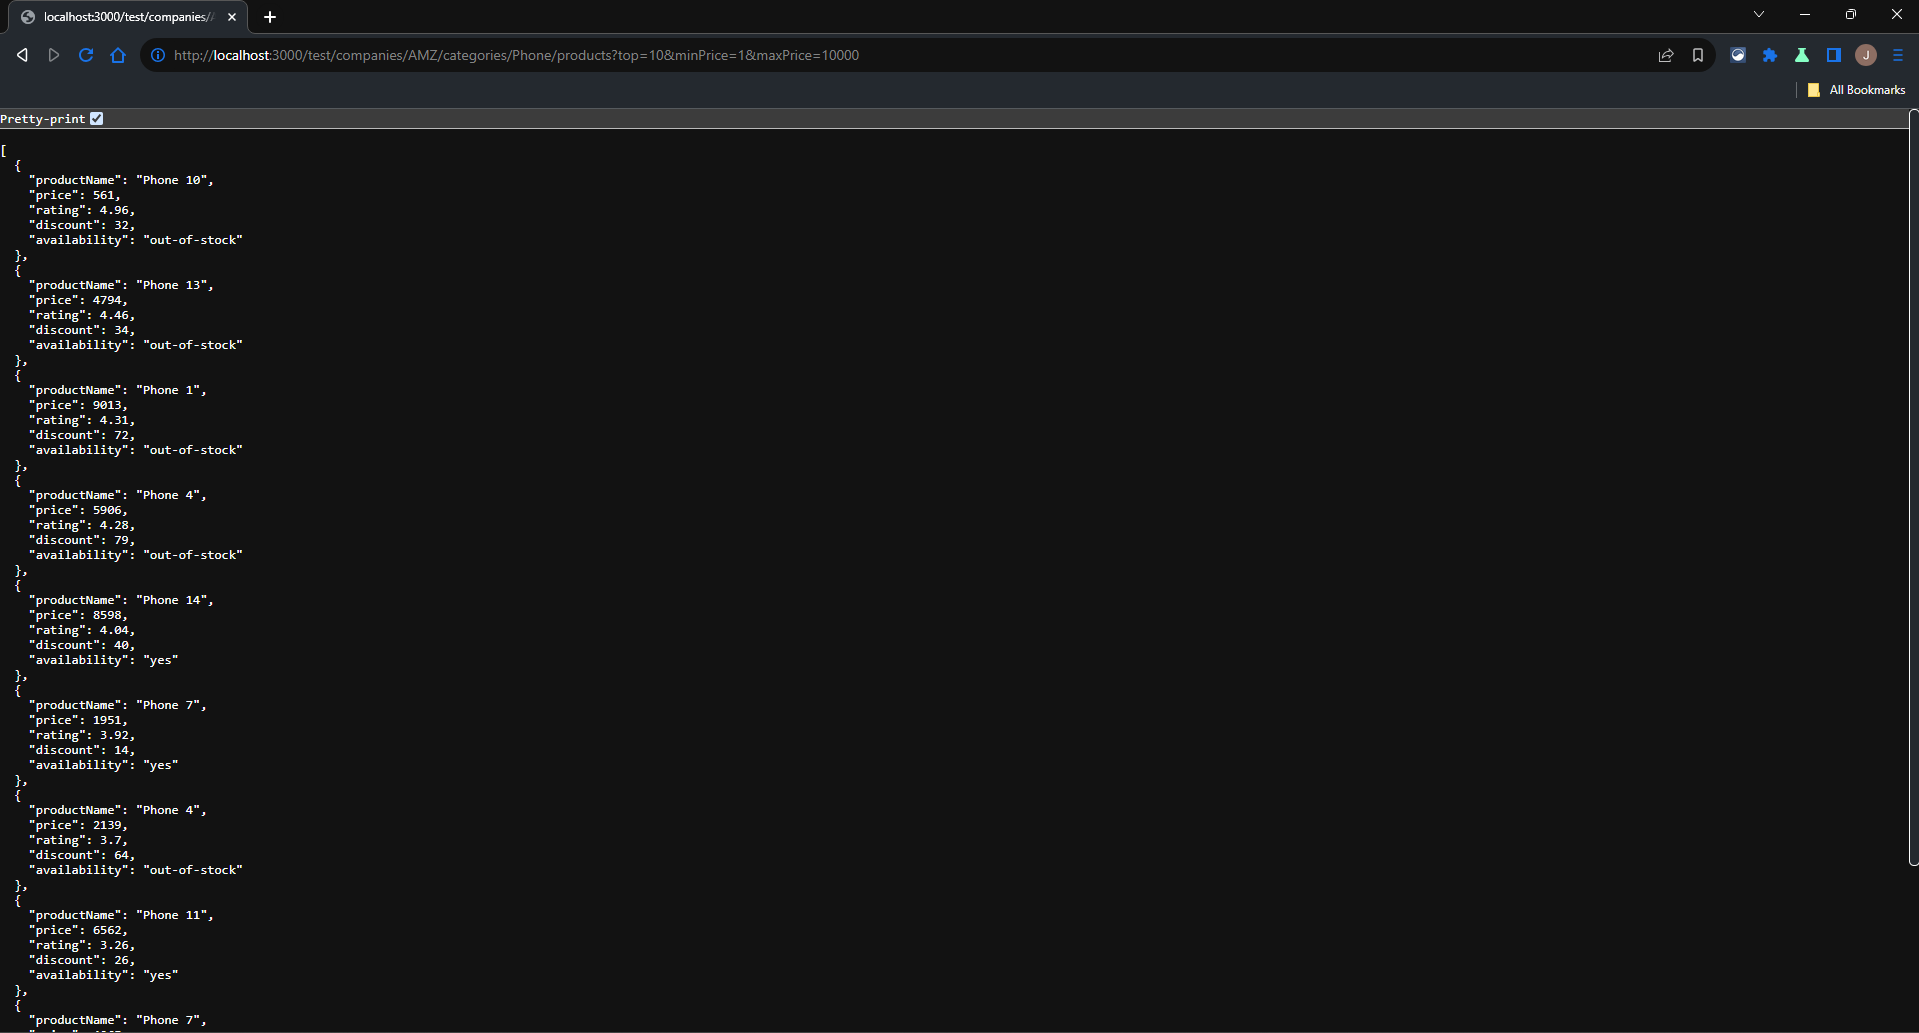 localhost:3000/test/companies/
http://localhost:3000/test/companies/AMZ/categories/Phone/products?top=10&minPrice=1&maxPrice=10000
J
All Bookmarks
Pretty-print
[
  {
    "productName": "Phone 10",
    "price": 561,
    "rating": 4.96,
    "discount": 32,
    "availability": "out-of-stock"
  },
  {
    "productName": "Phone 13",
    "price": 4794,
    "rating": 4.46,
    "discount": 34,
    "availability": "out-of-stock"
  },
  {
    "productName": "Phone 1",
    "price": 9013,
    "rating": 4.31,
    "discount": 72,
    "availability": "out-of-stock"
  },
  {
    "productName": "Phone 4",
    "price": 5906,
    "rating": 4.28,
    "discount": 79,
    "availability": "out-of-stock"
  },
  {
    "productName": "Phone 14",
    "price": 8598,
    "rating": 4.04,
    "discount": 40,
    "availability": "yes"
  },
  {
    "productName": "Phone 7",
    "price": 1951,
    "rating": 3.92,
    "discount": 14,
    "availability": "yes"
  },
  {
    "productName": "Phone 4",
    "price": 2139,
    "rating": 3.7,
    "discount": 64,
    "availability": "out-of-stock"
  },
  {
    "productName": "Phone 11",
    "price": 6562,
    "rating": 3.26,
    "discount": 26,
    "availability": "yes"
  },
  {
    "productName": "Phone 7",